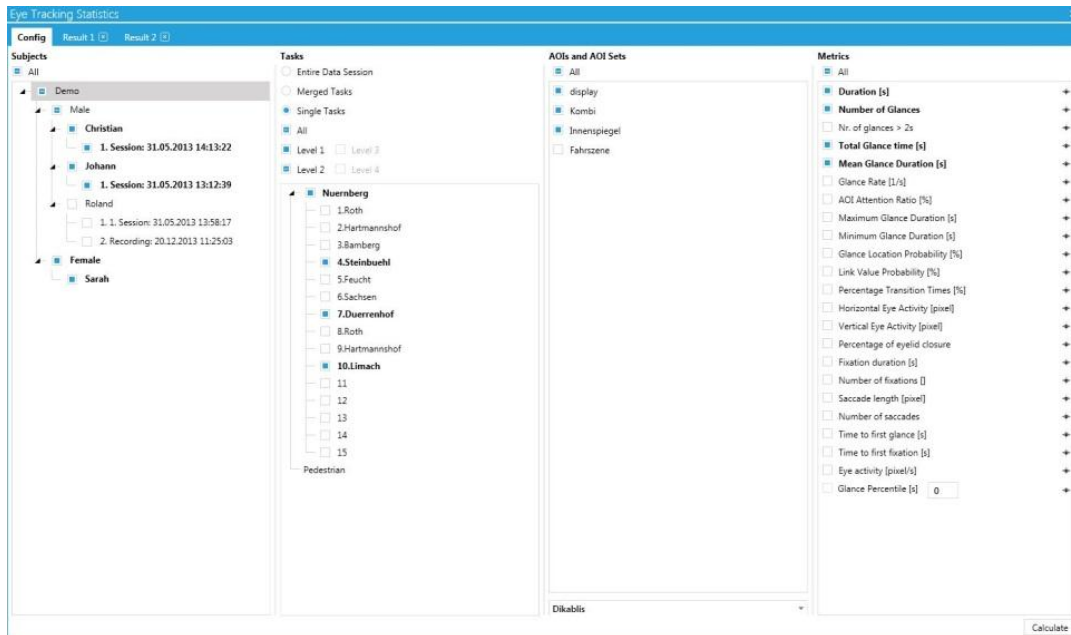 Eye Tracking Statistics
Config Result 1 Result 2
Subjects
All
Demo
Male
Christian
1. Session: 31.05.2013 14:13:22
Johann
1. Session: 31.05.2013 13:12:39
Roland
1. 1. Session: 31.05.2013 13:58:17
2. Recording: 20.12.2013 11:25:03
Female
Sarah
Tasks
Entire Data Session
Merged Tasks
Single Tasks
All
Level 1 Level 3
Level 2 Level 4
Nuernberg
1.Roth
2.Hartmannshof
3.Bamberg
4.Steinbuehl
5.Feucht
6.Sachsen
7.Duerrenhof
8.Roth
9.Hartmannshof
10.Limach
11
12
13
14
15
Pedestrian
AOIs and AOI Sets
All
display
Kombi
Innenspiegel
Fahrszene
Dikablis
Metrics
All
Duration [s]
Number of Glances
Nr. of glances > 2s
Total Glance time [s]
Mean Glance Duration [s]
Glance Rate [1/s]
AOI Attention Ratio [%]
Maximum Glance Duration [s]
Minimum Glance Duration [s]
Glance Location Probability [%]
Link Value Probability [%]
Percentage Transition Times [%]
Horizontal Eye Activity [pixel]
Vertical Eye Activity [pixel]
Percentage of eyelid closure
Fixation duration [s]
Number of fixations []
Saccade length [pixel]
Number of saccades
Time to first glance [s]
Time to first fixation [s]
Eye activity [pixel/s]
Glance Percentile [s] 0
Calculate